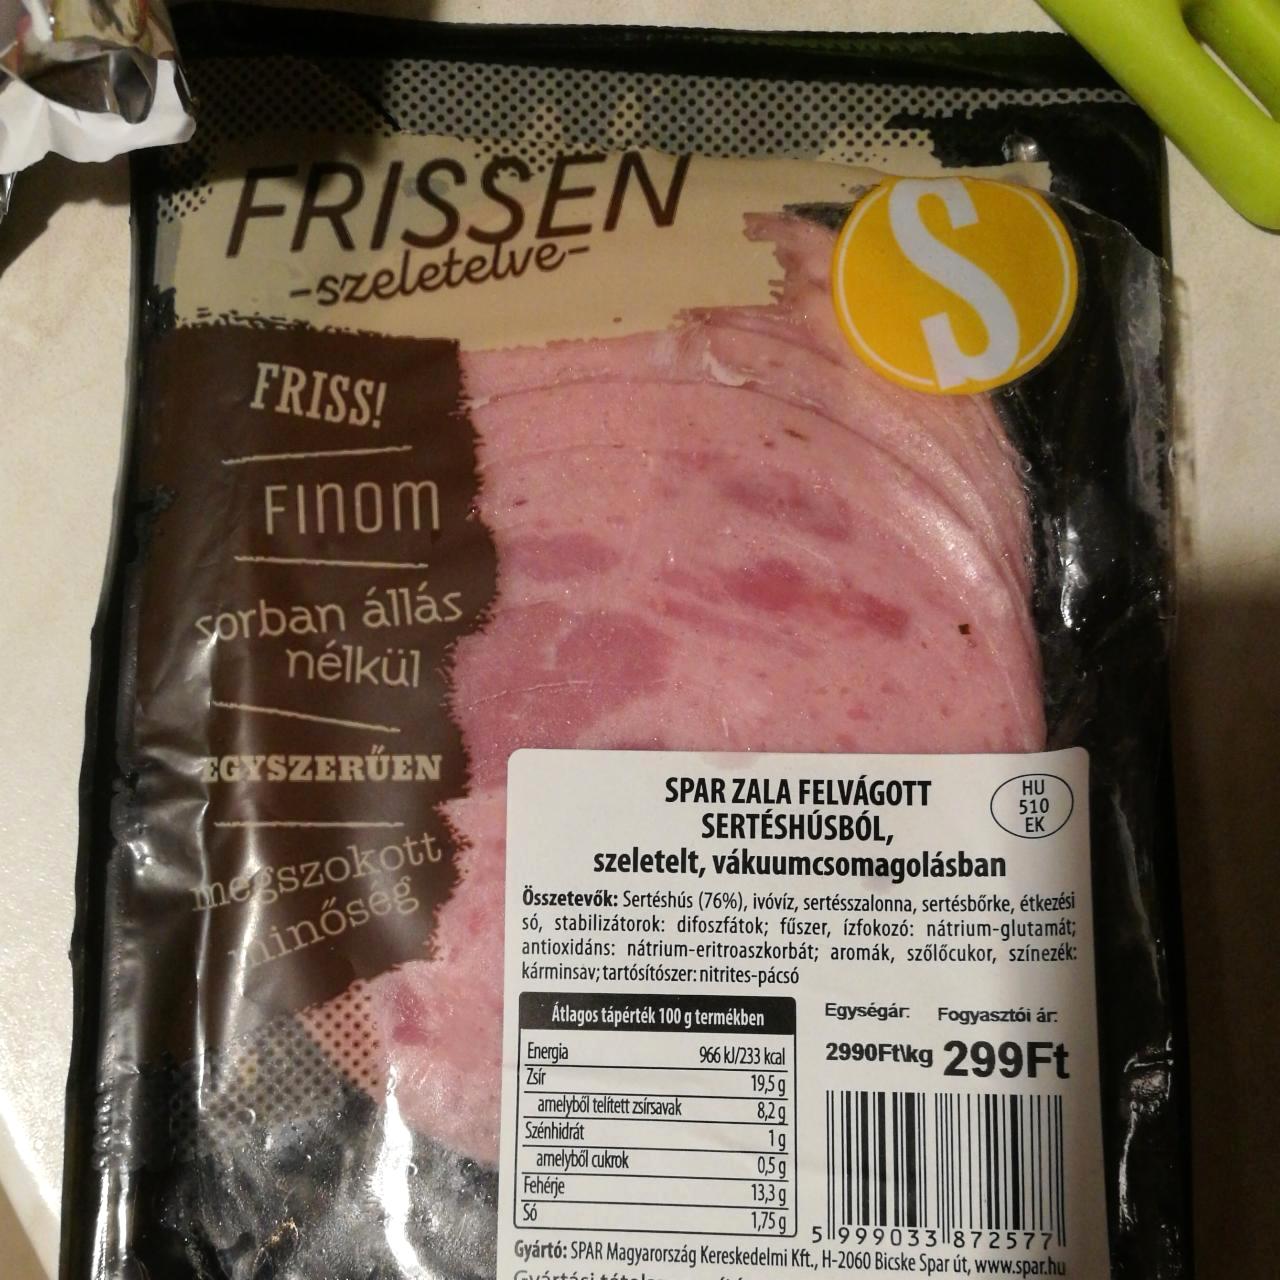 FRISSEN
-szeletelve-
S
FRISS!
FINOM
sorban állás
nélkül
EGYSZERŰEN
megszokott
minőség
SPAR ZALA FELVÁGOTT
SERTÉSHÚSBÓL,
szeletelt, vákuumcsomagolásban
HU
510
EK
Összetevők: Sertéshús (76%), ivóvíz, sertésszalonna, sertésbőrke, étkezési
só, stabilizátorok: difoszfátok; fűszer, ízfokozó: nátrium-glutamát;
antioxidáns: nátrium-eritroaszkorbát; aromák, szőlőcukor, színezék:
kárminsav; tartósítószer: nitrites-pácsó
Átlagos tápérték 100 g termékben
Energia 966 kJ/233 kcal
Zsír 19,5 g
amelyből telített zsírsavak 8,2 g
Szénhidrát 1 g
amelyből cukrok 0,5 g
Fehérje 13,3 g
Só 1,75 g
Egységár: Fogyasztói ár:
2990Ft\kg 299Ft
5 999033 872577
Gyártó: SPAR Magyarország Kereskedelmi Kft., H-2060 Bicske Spar út, www.spar.hu